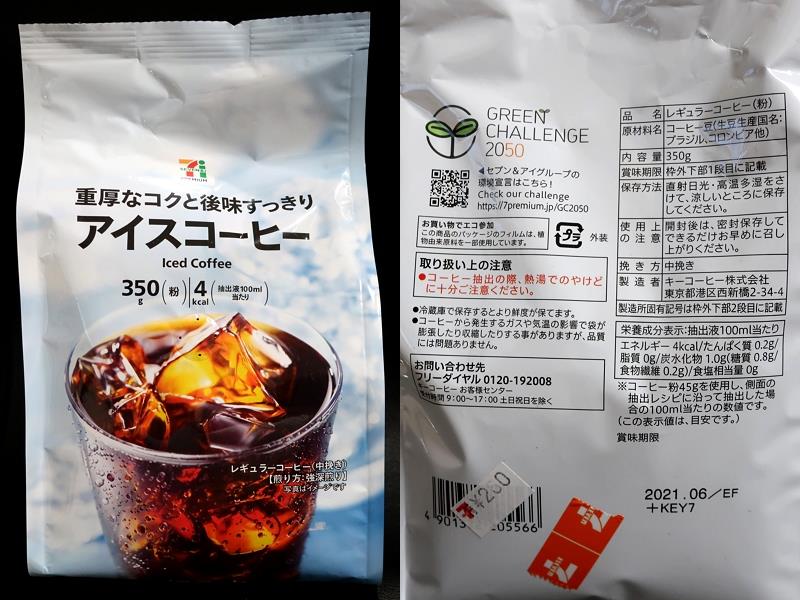 重厚なコクと後味すっきり
アイスコーヒー
Iced Coffee
350g(粉) 4kcal(抽出液100ml当たり)
レギュラーコーヒー(中挽き)
【煎り方:強深煎り】
写真はイメージです
GREEN
CHALLENGE
2050
◀セブン&アイグループの
環境宣言はこちら!
Check our challenge
https://7premium.jp/GC2050
お買い物でエコ参加
この商品のパッケージのフィルムは、植
物由来原料を一部使用しています。
プラ 外装
取り扱い上の注意
●コーヒー抽出の際、熱湯でのやけど
に十分ご注意ください。
●冷蔵庫で保存するとより鮮度が保てます。
●コーヒーから発生するガスや気温の影響で袋が
膨張したり収縮したりする事がありますが、品質
には問題ありません。
お問い合わせ先
フリーダイヤル 0120-192008
キーコーヒー お客様センター
受付時間 9:00~17:00 土日祝日を除く
品名 レギュラーコーヒー(粉)
原材料名 コーヒー豆(生豆生産国名:
ブラジル、コロンビア他)
内容量 350g
賞味期限 枠外下部1段目に記載
保存方法 直射日光・高温多湿をさ
けて、涼しいところに保存
してください。
使用上の注意 開封後は、密封保存して
できるだけお早めに召し
上がりください。
挽き方 中挽き
製造者 キーコーヒー株式会社
東京都港区西新橋2-34-4
製造所固有記号は枠外下部2段目に記載
栄養成分表示:抽出液100ml当たり
エネルギー 4kcal/たんぱく質 0.2g/
脂質 0g/炭水化物 1.0g(糖質 0.8g/
食物繊維 0.2g)/食塩相当量 0g
※コーヒー粉45gを使用し、側面の
抽出レシピに沿って抽出した場
合の100ml当たりの数値です。
(この表示値は、目安です。)
賞味期限
2021.06/EF
+KEY7
¥280
4 9013 205566